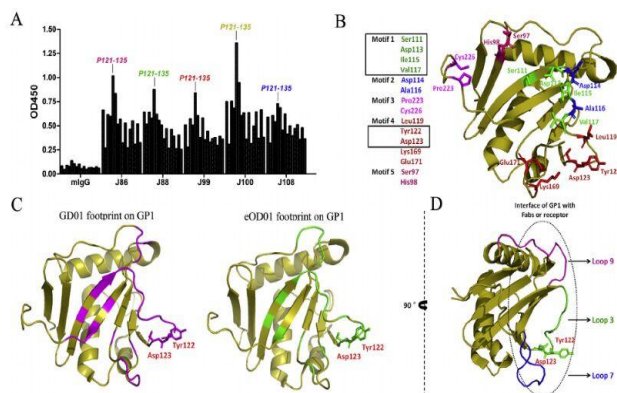 A
P121-135
P121-135
P121-135
P121-135
P121-135
OD450
1.50
1.25
1.00
0.75
0.50
0.25
0.00
mIgG
J86
J88
J99
J100
J108
B
Motif 1 Ser111
Asp113
Ile115
Val117
Motif 2 Asp114
Ala116
Motif 3 Pro223
Cys226
Motif 4 Leu119
Tyr122
Asp123
Lys169
Glu171
Motif 5 Ser97
His98
His98
Ser97
Cys226
Pro223
Ser111
Asp114
Ile115
Ala116
Val117
Leu119
Glu171
Lys169
Asp123
C
GD01 footprint on GP1
Tyr122
Asp123
eOD01 footprint on GP1
Tyr122
Asp123
90°
D
Interface of GP1 with
Fabs or receptor
Loop 9
Loop 3
Tyr122
Asp123
Loop 7